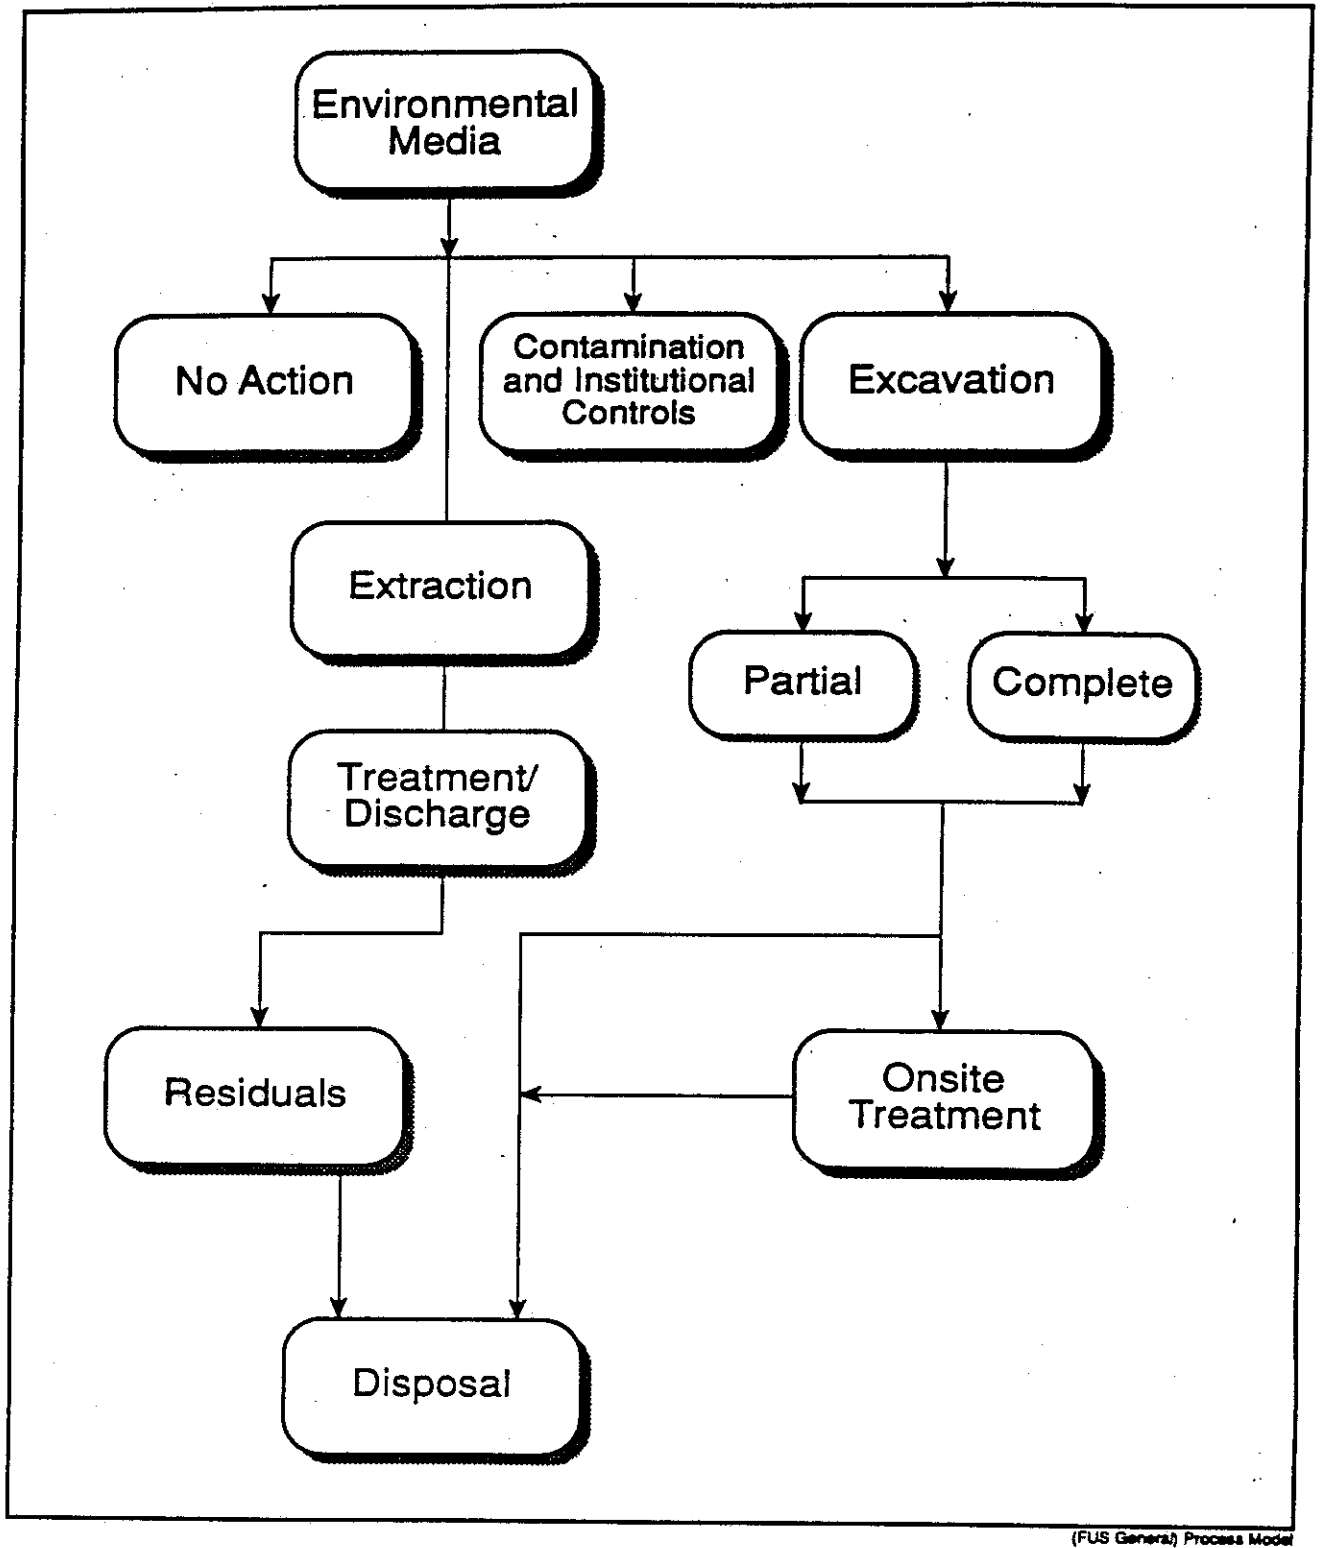 Environmental
Media
No Action
Contamination
and Institutional
Controls
Excavation
Extraction
Partial
Complete
Treatment/
Discharge
Residuals
Onsite
Treatment
Disposal
(FUS General) Process Model